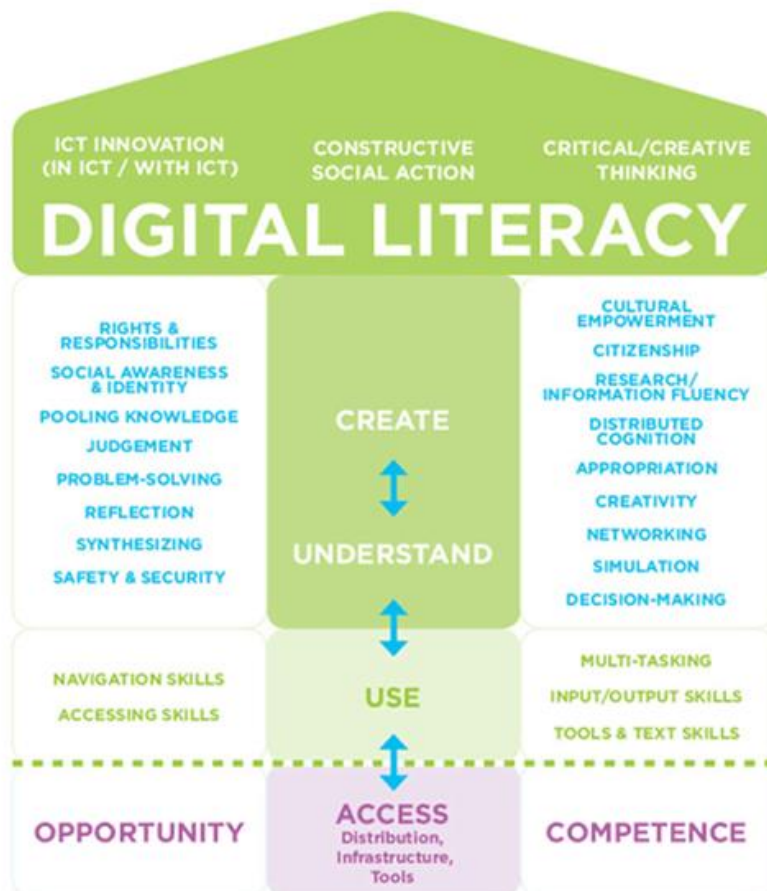 ICT INNOVATION
(IN ICT / WITH ICT)
CONSTRUCTIVE
SOCIAL ACTION
CRITICAL/CREATIVE
THINKING
DIGITAL LITERACY
RIGHTS &
RESPONSIBILITIES
SOCIAL AWARENESS
& IDENTITY
POOLING KNOWLEDGE
JUDGEMENT
PROBLEM-SOLVING
REFLECTION
SYNTHESIZING
SAFETY & SECURITY
CREATE
UNDERSTAND
CULTURAL
EMPOWERMENT
CITIZENSHIP
RESEARCH/
INFORMATION FLUENCY
DISTRIBUTED
COGNITION
APPROPRIATION
CREATIVITY
NETWORKING
SIMULATION
DECISION-MAKING
NAVIGATION SKILLS
ACCESSING SKILLS
USE
MULTI-TASKING
INPUT/OUTPUT SKILLS
TOOLS & TEXT SKILLS
OPPORTUNITY
ACCESS
Distribution,
Infrastructure,
Tools
COMPETENCE